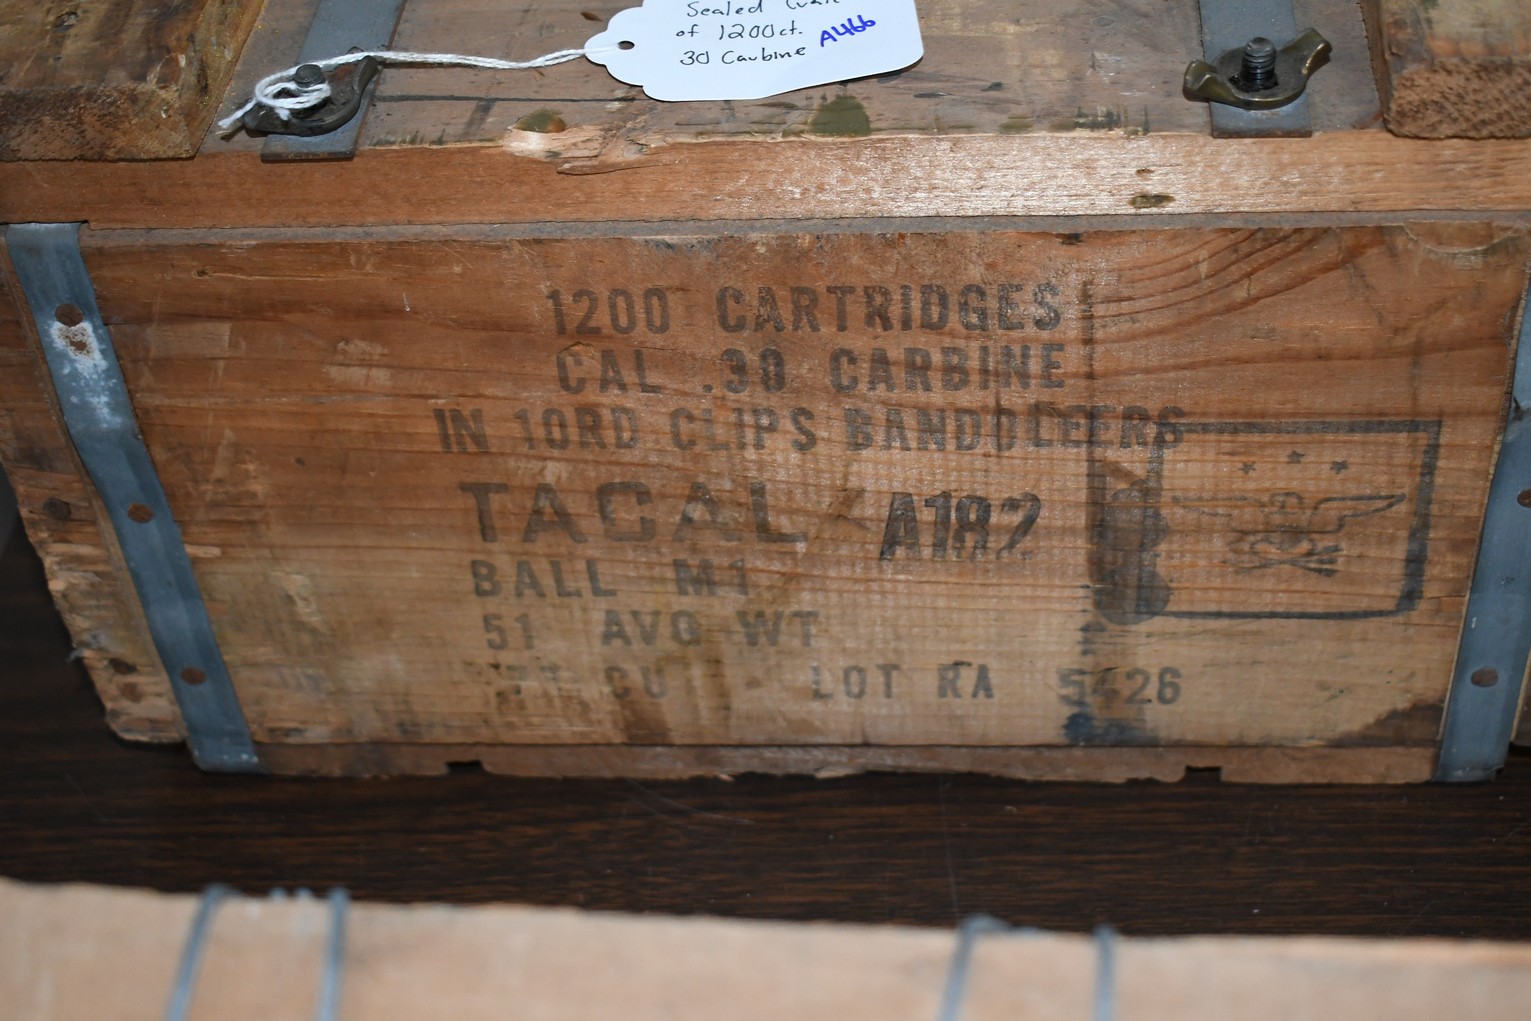 Sealed
of 1200ct.
30 Carbine A466
1200 CARTRIDGES
CAL .30 CARBINE
IN 10RD CLIPS BANDOLEERS
TACAL A182
BALL M1
51 AVG WT
CU LOT RA 5426